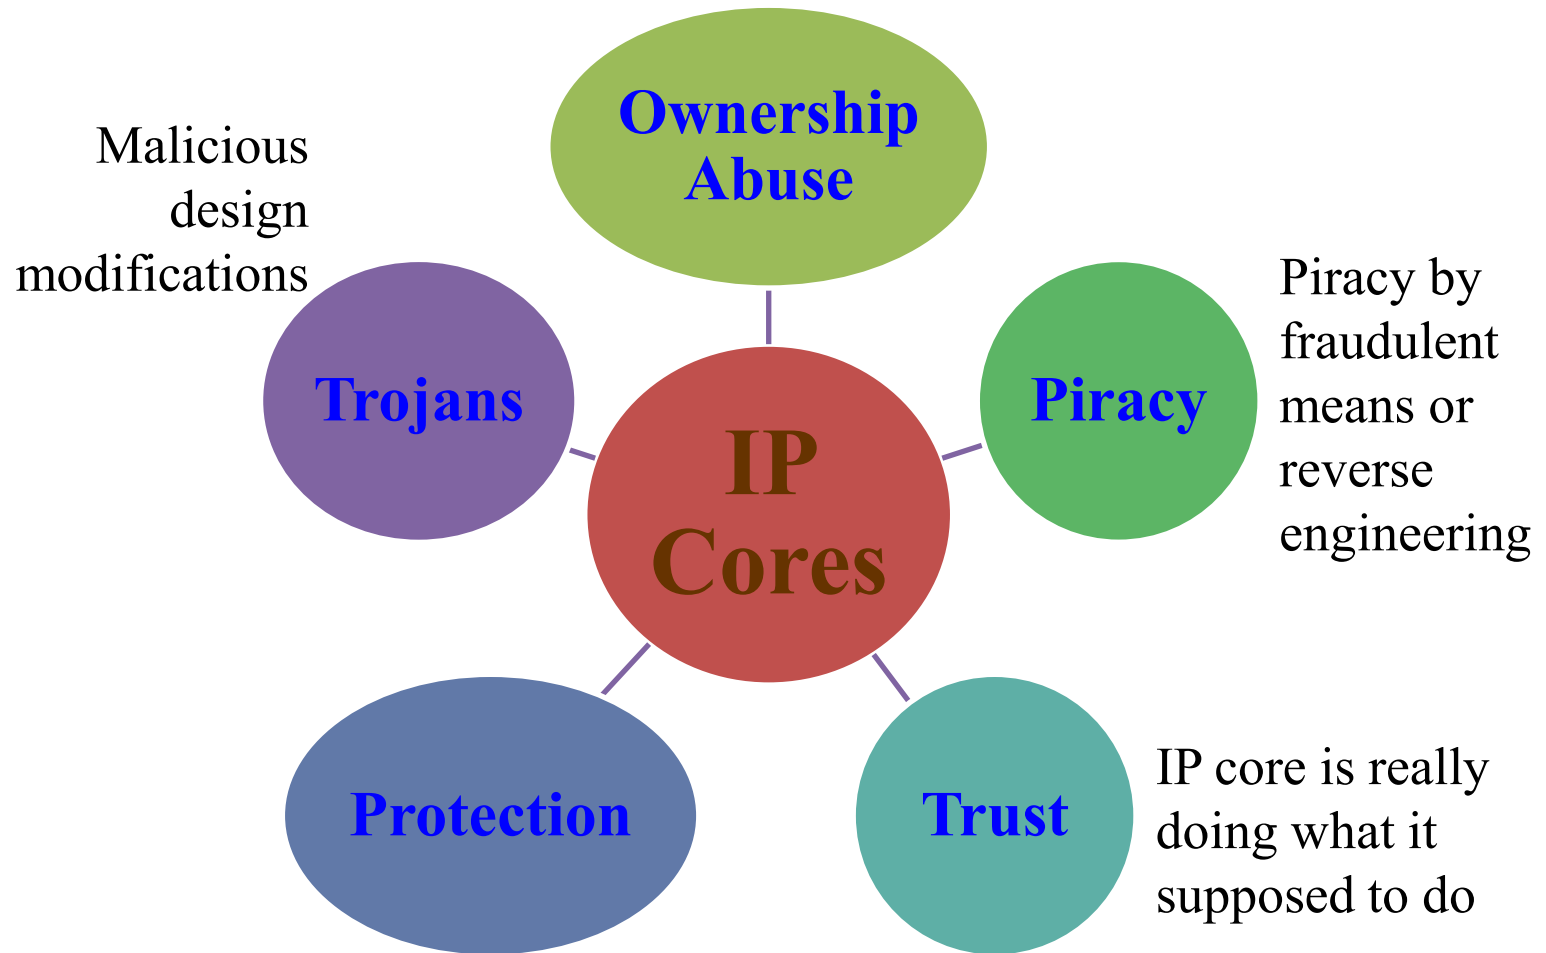 Ownership
Abuse
Malicious
design
modifications
Trojans
Piracy
Piracy by
fraudulent
means or
reverse
engineering
IP
Cores
Protection
Trust
IP core is really
doing what it
supposed to do